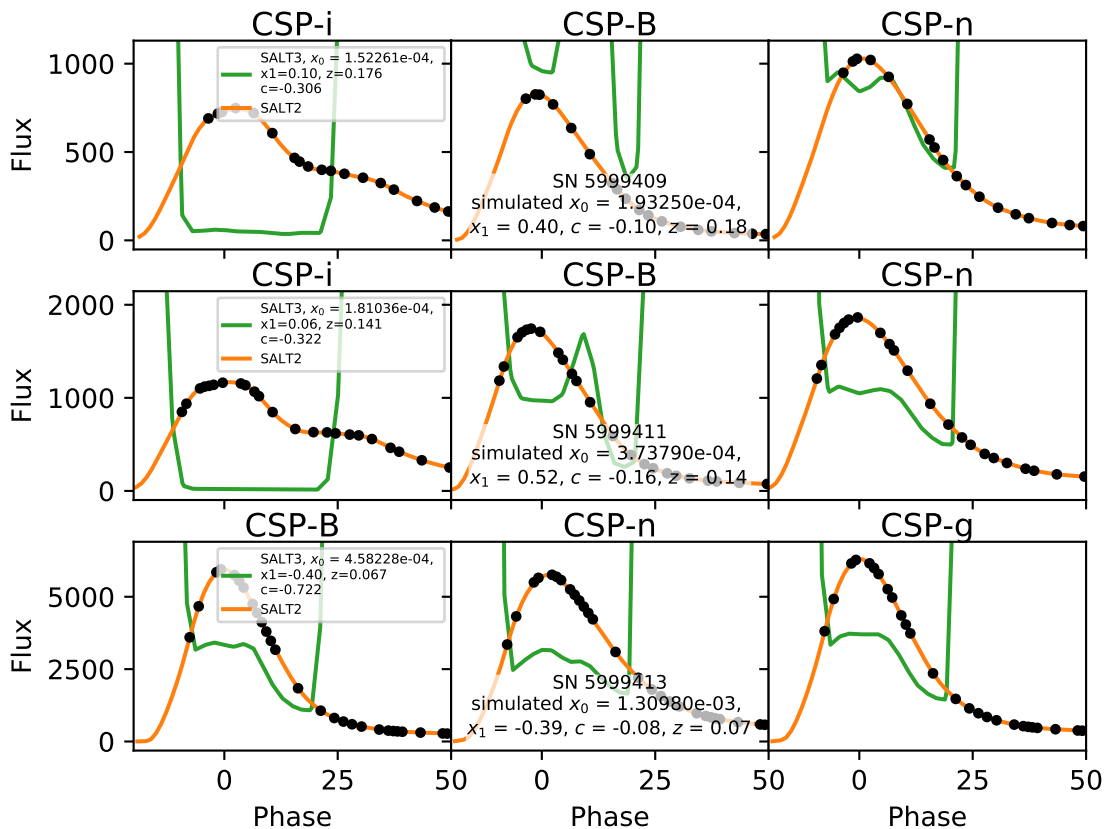 CSP-i CSP-B CSP-n
1000
500
0
Flux
SALT3, x₀ = 1.52261e-04,
x1=0.10, z=0.176
c=-0.306
SALT2
SN 5999409
simulated x₀ = 1.93250e-04,
x₁ = 0.40, c = -0.10, z = 0.18
CSP-i CSP-B CSP-n
2000
1000
0
Flux
SALT3, x₀ = 1.81036e-04,
x1=0.06, z=0.141
c=-0.322
SALT2
SN 5999411
simulated x₀ = 3.73790e-04,
x₁ = 0.52, c = -0.16, z = 0.14
CSP-B CSP-n CSP-g
5000
2500
0
Flux
SALT3, x₀ = 4.58228e-04,
x1=-0.40, z=0.067
c=-0.722
SALT2
SN 5999413
simulated x₀ = 1.30980e-03,
x₁ = -0.39, c = -0.08, z = 0.07
0 25 50 0 25 50 0 25 50
Phase Phase Phase